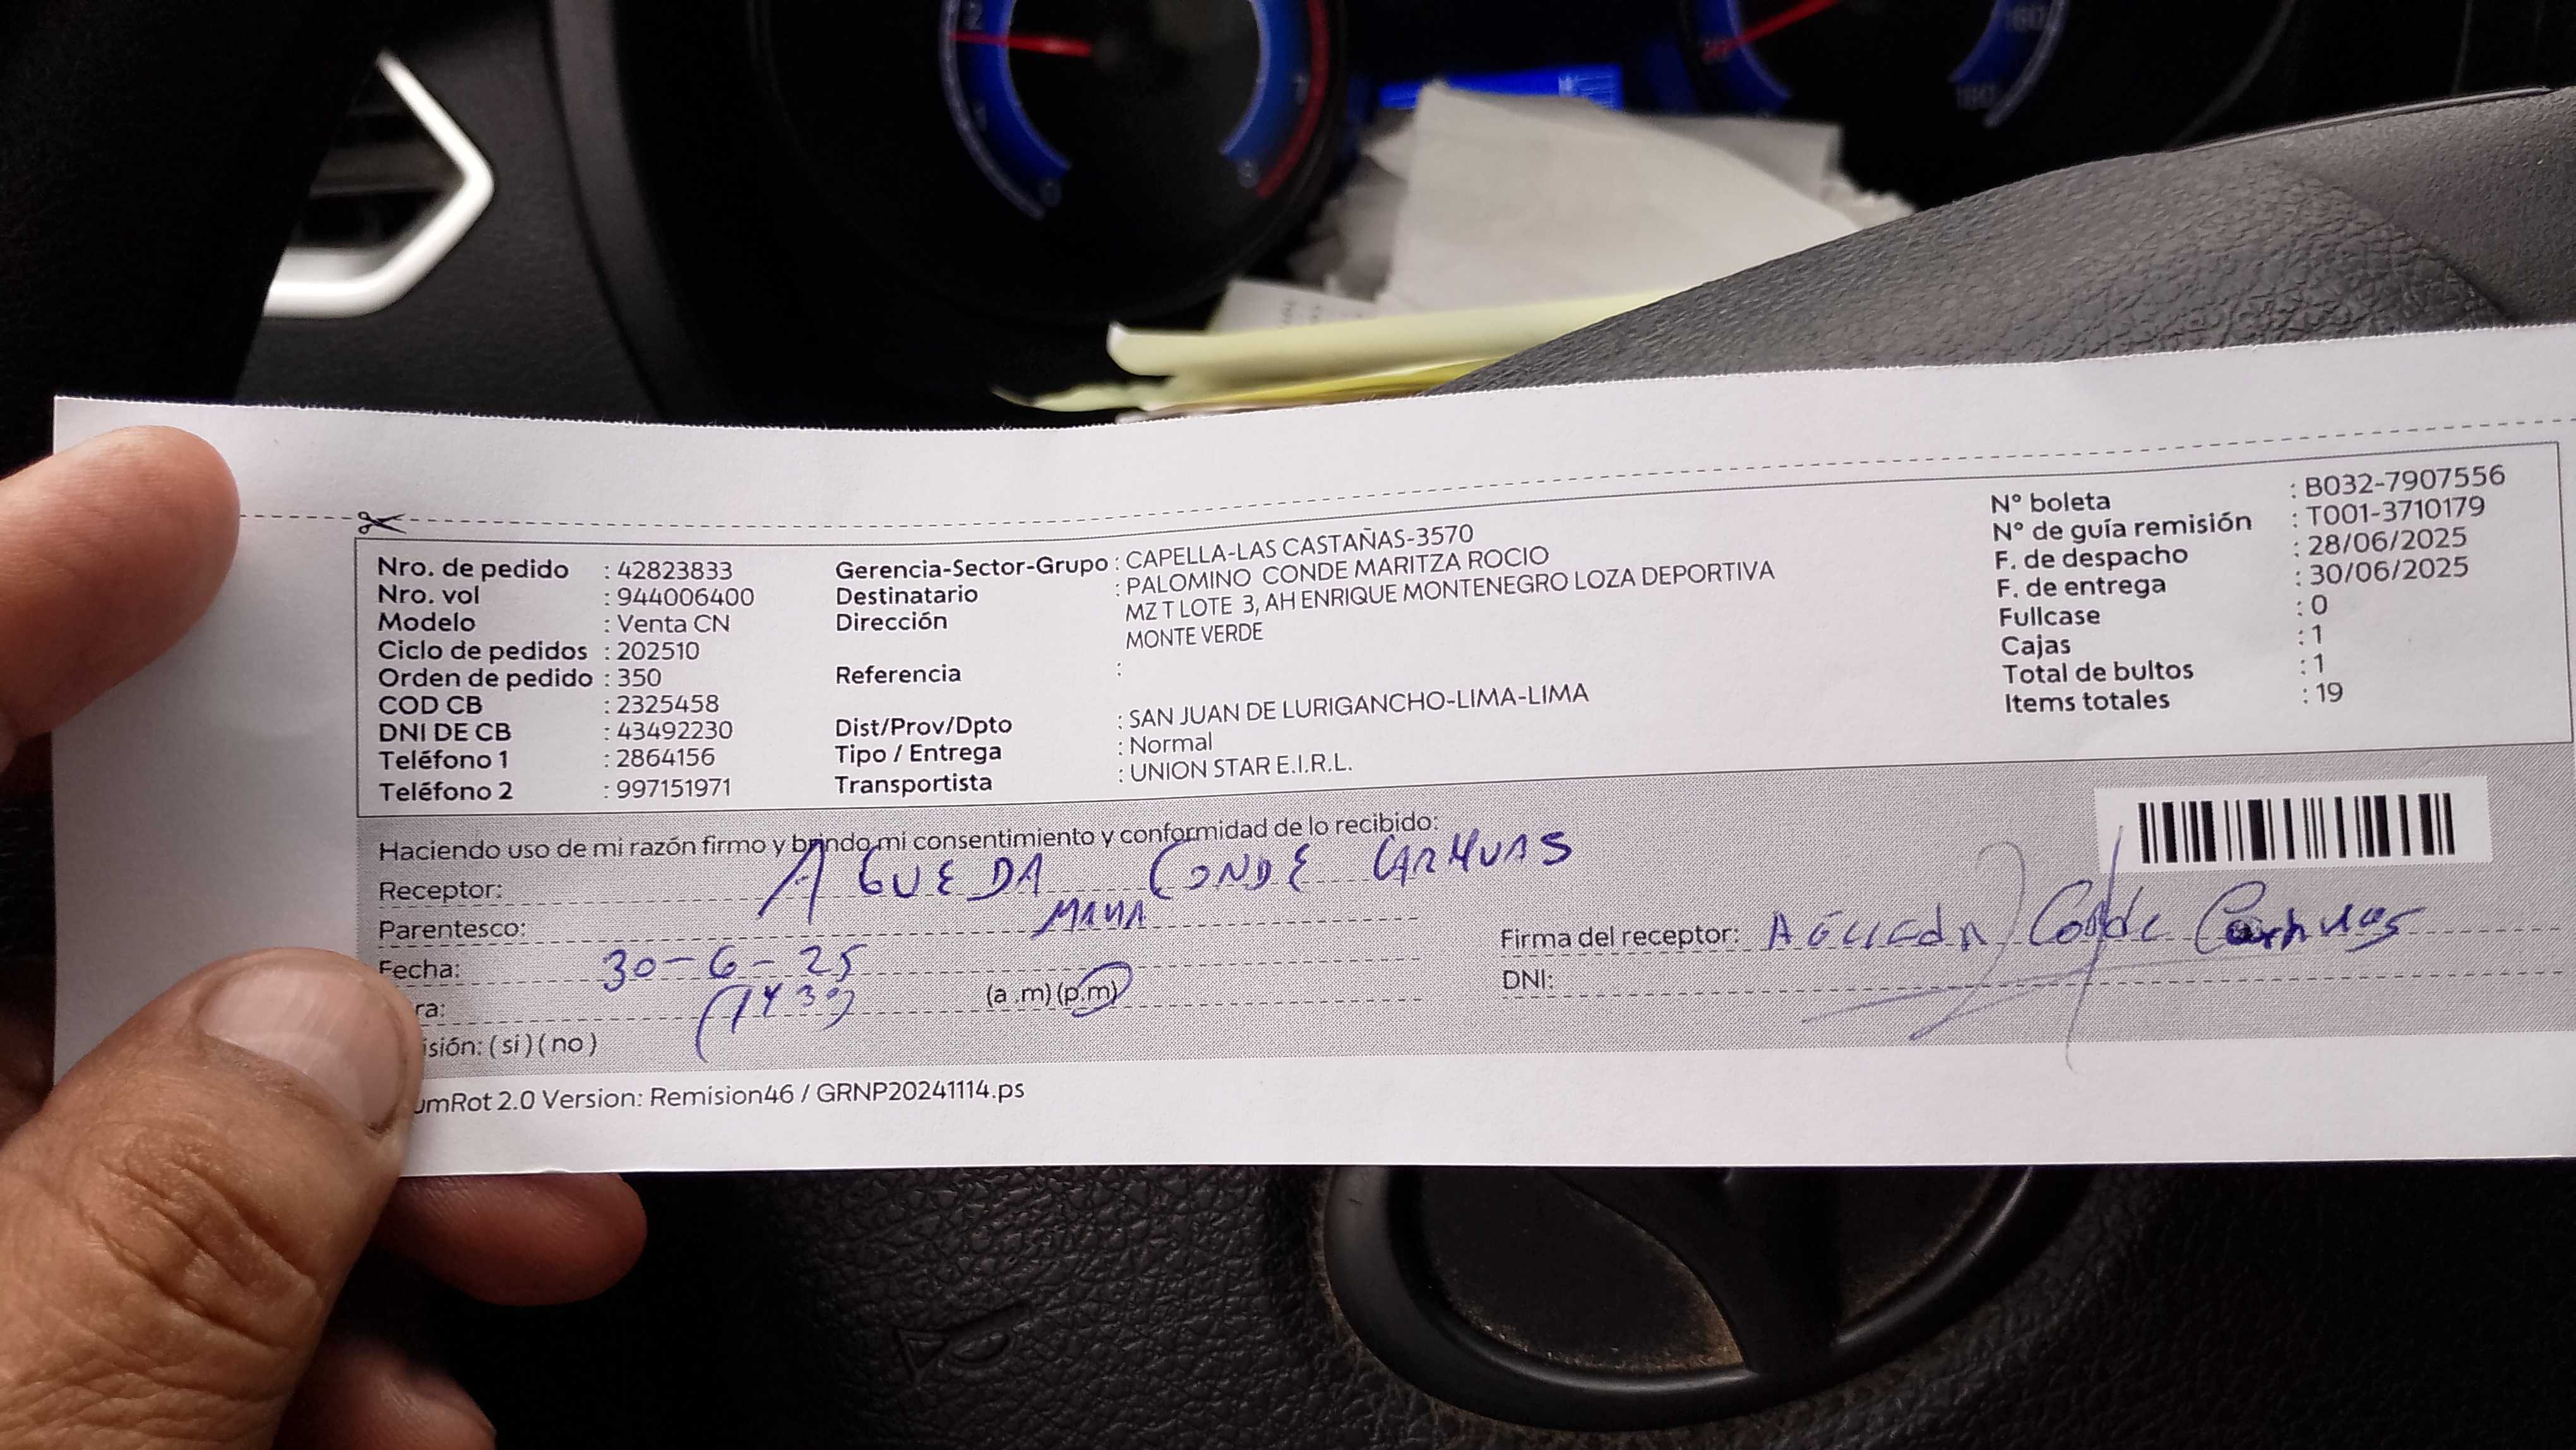 Nro. de pedido : 42823833
Nro. vol : 944006400
Modelo : Venta CN
Ciclo de pedidos : 202510
Orden de pedido : 350
COD CB : 2325458
DNI DE CB : 43492230
Teléfono 1 : 2864156
Teléfono 2 : 997151971
Gerencia-Sector-Grupo : CAPELLA-LAS CASTAÑAS-3570
Destinatario : PALOMINO CONDE MARITZA ROCIO
Dirección MZ T LOTE 3, AH ENRIQUE MONTENEGRO LOZA DEPORTIVA
MONTE VERDE
Referencia :
Dist/Prov/Dpto : SAN JUAN DE LURIGANCHO-LIMA-LIMA
Tipo / Entrega : Normal
Transportista : UNION STAR E.I.R.L.
N° boleta : B032-7907556
N° de guía remisión : T001-3710179
F. de despacho : 28/06/2025
F. de entrega : 30/06/2025
Fullcase : 0
Cajas : 1
Total de bultos : 1
Items totales : 19
Haciendo uso de mi razón firmo y brindo mi consentimiento y conformidad de lo recibido:
Receptor: AGUEDA CONDE CARHUAS
Parentesco: MAMA
Fecha: 30-6-25
ra: (1430) (a.m) (p.m)
isión: (si) (no)
Firma del receptor: Agueda Conde Carhuas
DNI:
umRot 2.0 Version: Remision46 / GRNP20241114.ps